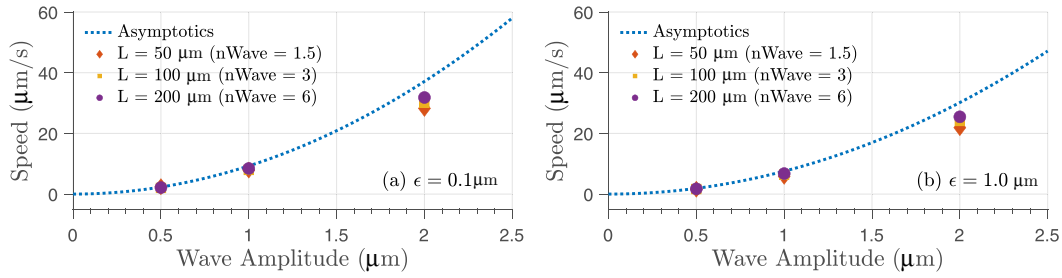 60
40
20
0
Speed (µm/s)
Asymptotics
L = 50 µm (nWave = 1.5)
L = 100 µm (nWave = 3)
L = 200 µm (nWave = 6)
(a) ϵ = 0.1µm
0 0.5 1 1.5 2 2.5
Wave Amplitude (µm)
60
40
20
0
Speed (µm/s)
Asymptotics
L = 50 µm (nWave = 1.5)
L = 100 µm (nWave = 3)
L = 200 µm (nWave = 6)
(b) ϵ = 1.0 µm
0 0.5 1 1.5 2 2.5
Wave Amplitude (µm)